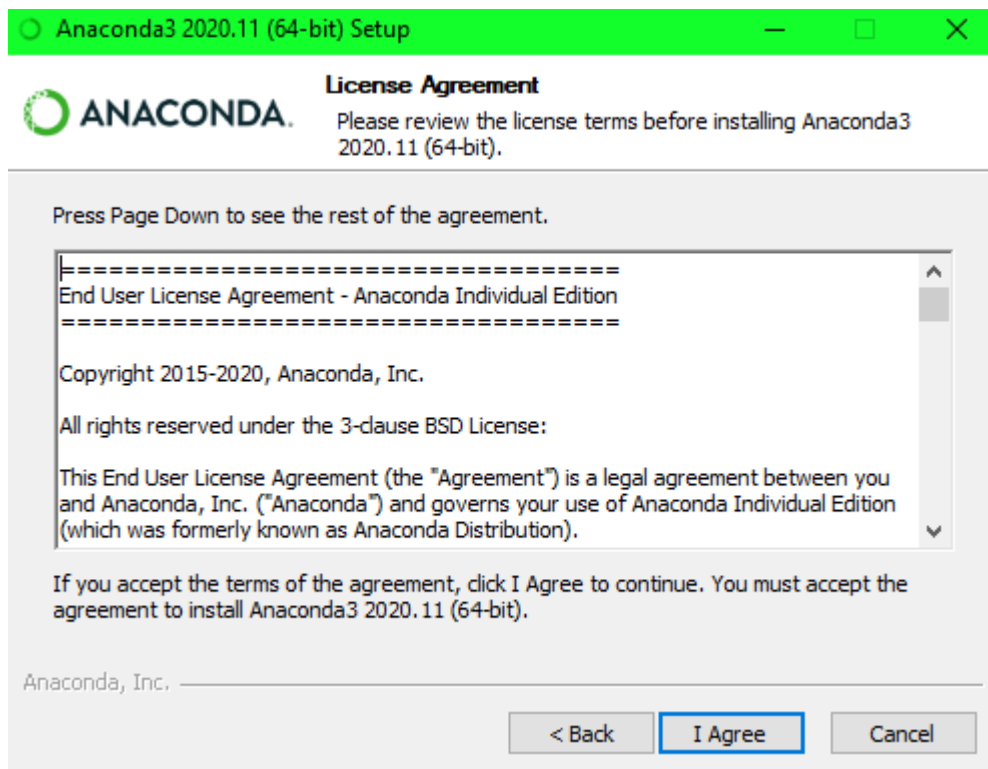 Anaconda3 2020.11 (64-bit) Setup
ANACONDA.
License Agreement
Please review the license terms before installing Anaconda3
2020.11 (64-bit).
Press Page Down to see the rest of the agreement.
===================================
End User License Agreement - Anaconda Individual Edition
===================================
Copyright 2015-2020, Anaconda, Inc.
All rights reserved under the 3-clause BSD License:
This End User License Agreement (the "Agreement") is a legal agreement between you
and Anaconda, Inc. ("Anaconda") and governs your use of Anaconda Individual Edition
(which was formerly known as Anaconda Distribution).
If you accept the terms of the agreement, click I Agree to continue. You must accept the
agreement to install Anaconda3 2020.11 (64-bit).
Anaconda, Inc.
< Back
I Agree
Cancel